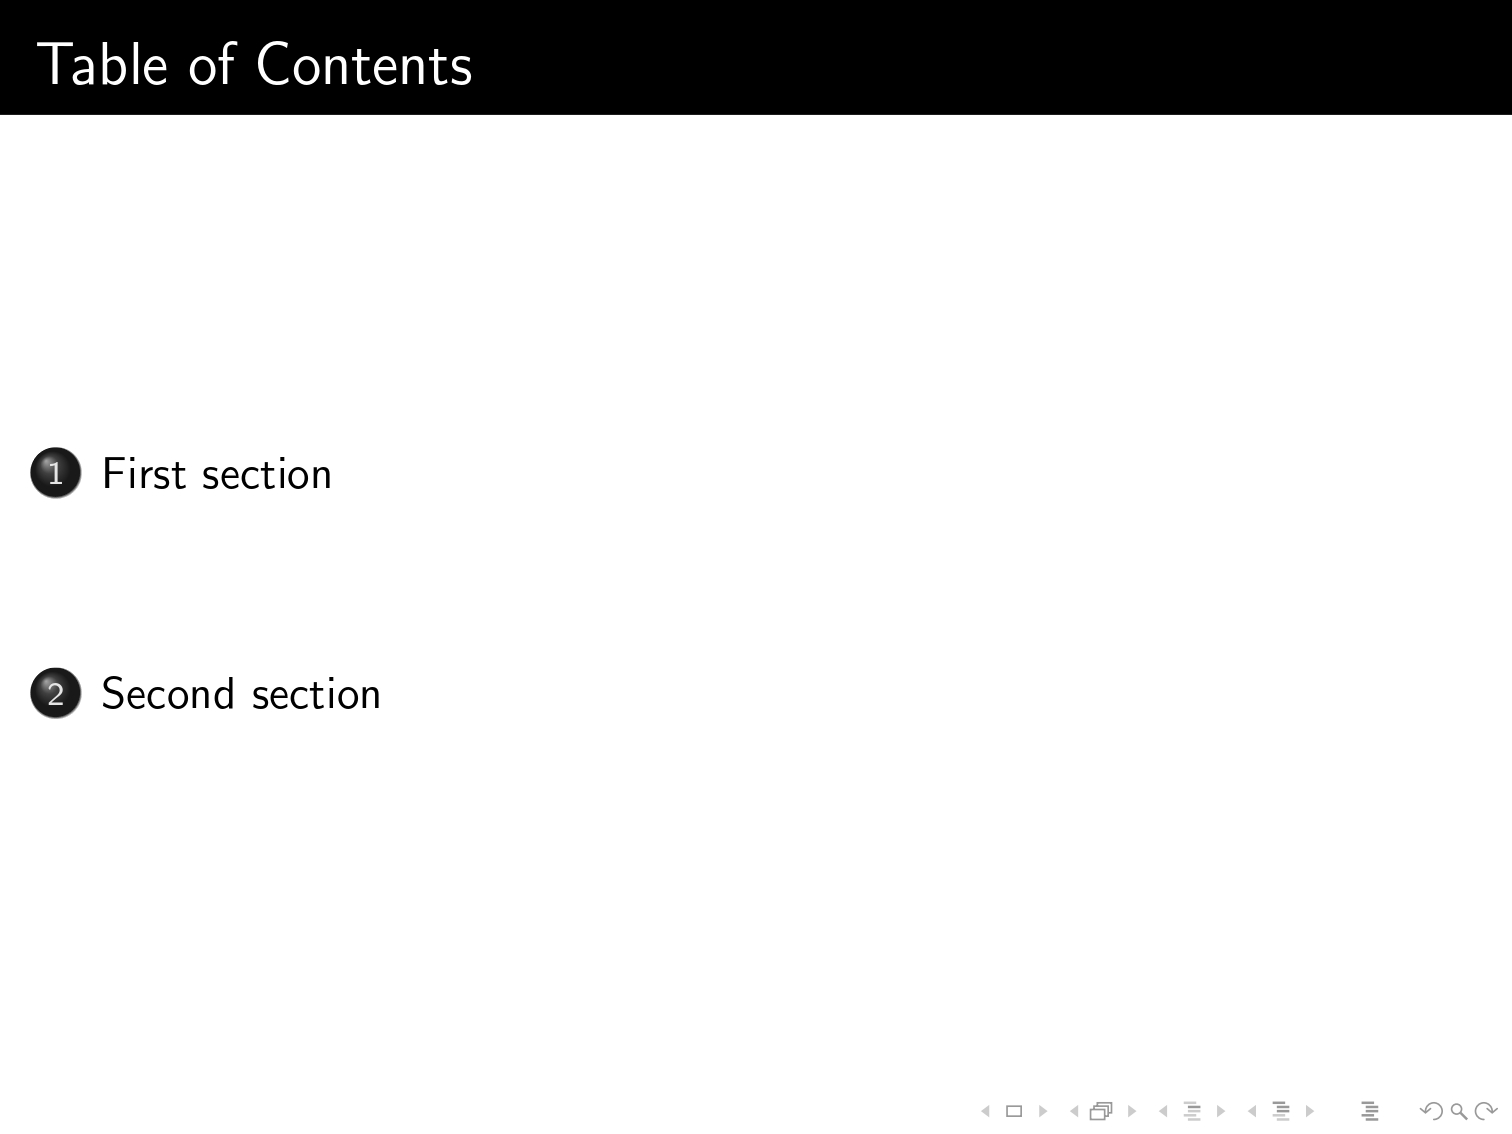 Table of Contents
1 First section
2 Second section